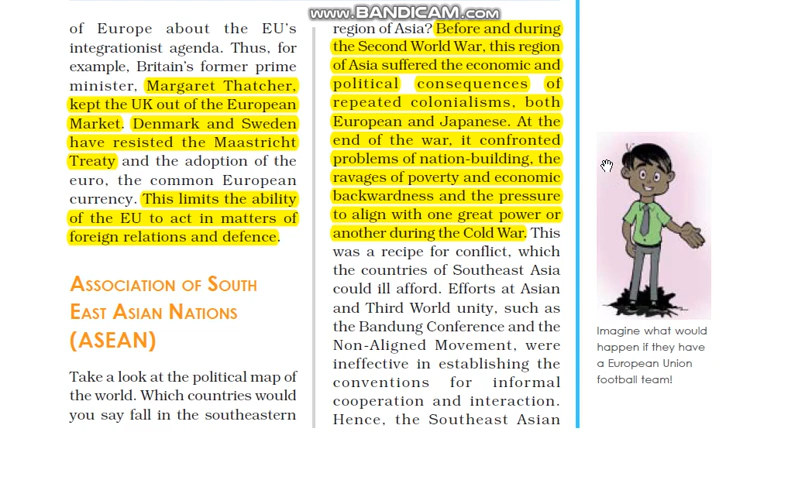 www.BANDICAM.com
of Europe about the EU's
integrationist agenda. Thus, for
example, Britain's former prime
minister, Margaret Thatcher,
kept the UK out of the European
Market. Denmark and Sweden
have resisted the Maastricht
Treaty and the adoption of the
euro, the common European
currency. This limits the ability
of the EU to act in matters of
foreign relations and defence.
ASSOCIATION OF SOUTH
EAST ASIAN NATIONS
(ASEAN)
Take a look at the political map of
the world. Which countries would
you say fall in the southeastern
region of Asia? Before and during
the Second World War, this region
of Asia suffered the economic and
political consequences of
repeated colonialisms, both
European and Japanese. At the
end of the war, it confronted
problems of nation-building, the
ravages of poverty and economic
backwardness and the pressure
to align with one great power or
another during the Cold War. This
was a recipe for conflict, which
the countries of Southeast Asia
could ill afford. Efforts at Asian
and Third World unity, such as
the Bandung Conference and the
Non-Aligned Movement, were
ineffective in establishing the
conventions for informal
cooperation and interaction.
Hence, the Southeast Asian
Imagine what would
happen if they have
a European Union
football team!